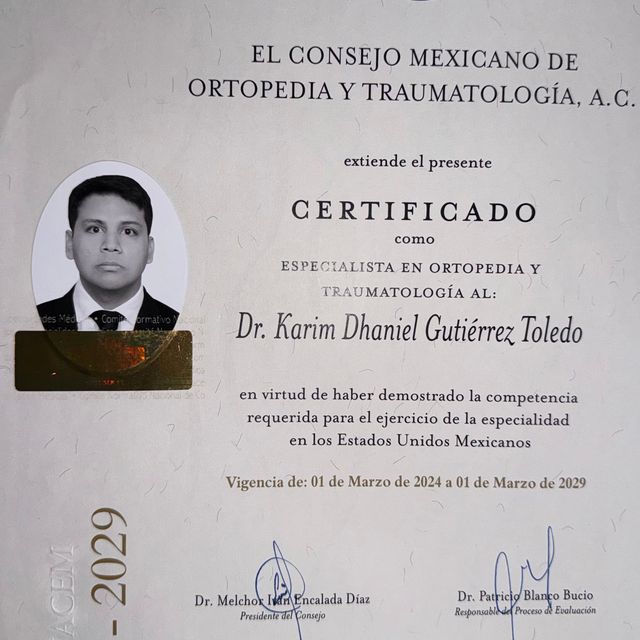 EL CONSEJO MEXICANO DE
ORTOPEDIA Y TRAUMATOLOGÍA, A.C.
extiende el presente
CERTIFICADO
como
ESPECIALISTA EN ORTOPEDIA Y
TRAUMATOLOGÍA AL:
Dr. Karim Dhaniel Gutiérrez Toledo
en virtud de haber demostrado la competencia
requerida para el ejercicio de la especialidad
en los Estados Unidos Mexicanos
Vigencia de: 01 de Marzo de 2024 a 01 de Marzo de 2029
Dr. Melchor Iván Encalada Díaz
Presidente del Consejo
Dr. Patricio Blanco Bucio
Responsable del Proceso de Evaluación
- 2029